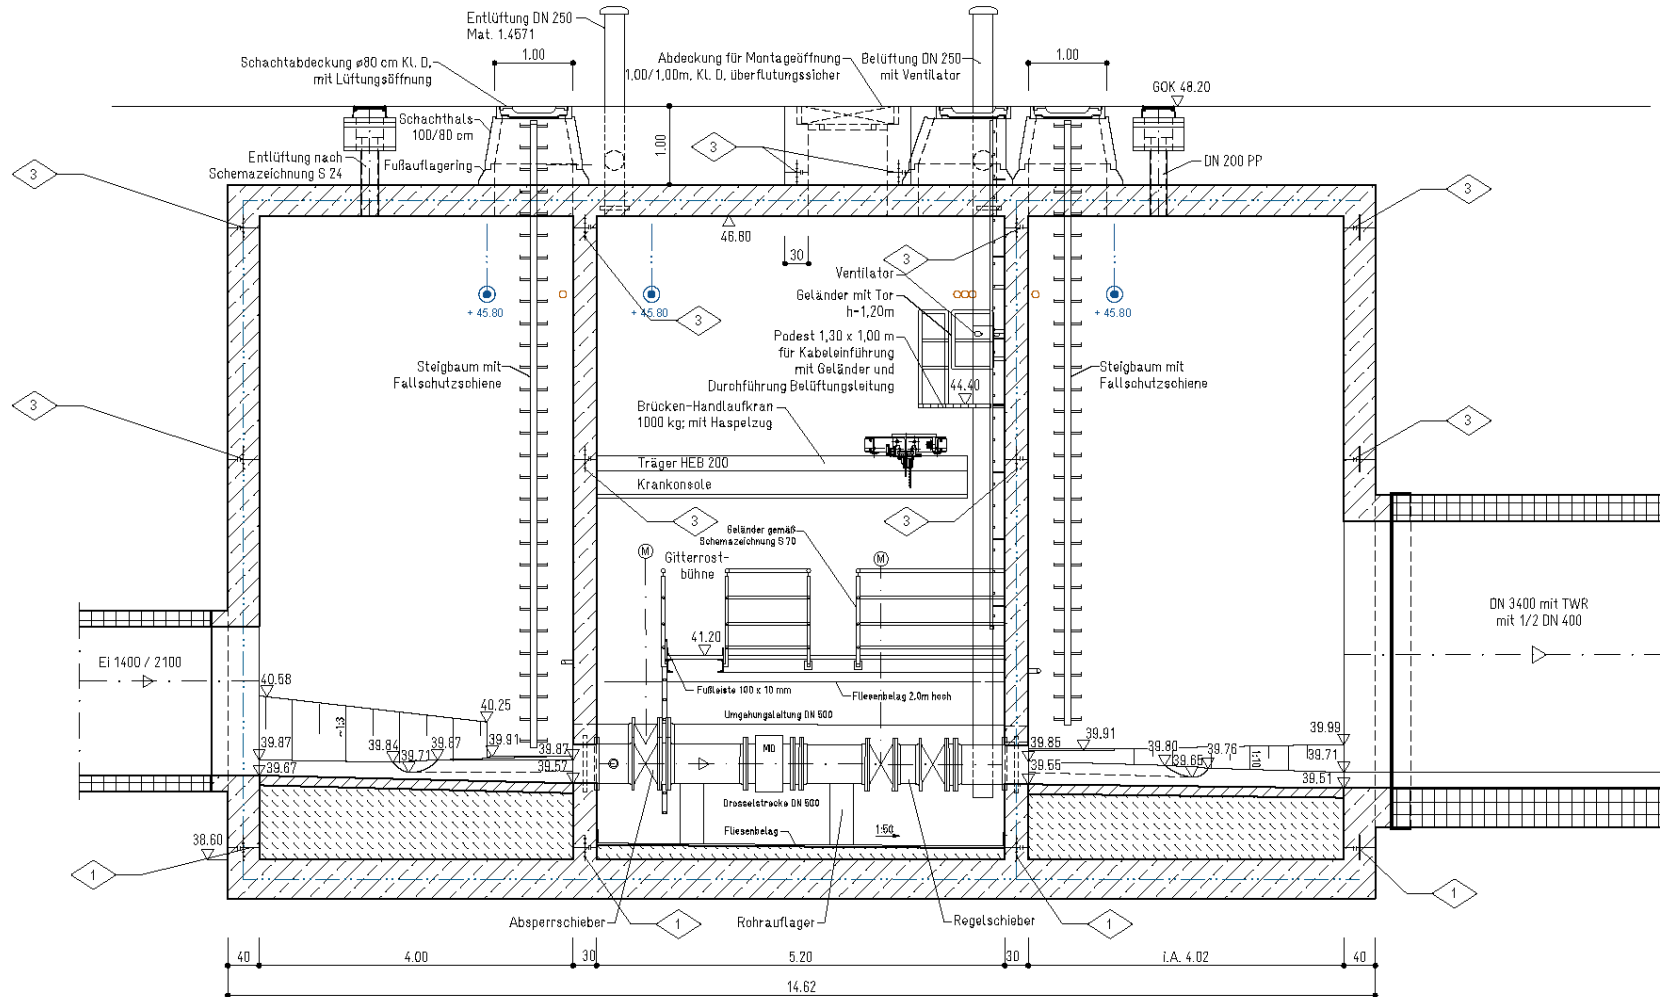 Entlüftung DN 250
Mat. 1.4571
Schachtabdeckung ø80 cm Kl. D,
mit Lüftungsöffnung
1.00
Abdeckung für Montageöffnung
1,00/1,00m, Kl. D, überflutungssicher
Belüftung DN 250
mit Ventilator
1.00
GOK 48.20
Schachthals
100/80 cm
1.00
Entlüftung nach
Schemazeichnung S 24
Fußauflagering
3
DN 200 PP
3
3
46.80
30
3
Ventilator
+ 45.80
+ 45.80
+ 45.80
Geländer mit Tor
h=1,20m
3
Podest 1,30 x 1,00 m
für Kabeleinführung
mit Geländer und
Durchführung Belüftungsleitung
44.40
Steigbaum mit
Fallschutzschiene
Steigbaum mit
Fallschutzschiene
3
3
Brücken-Handlaufkran
1000 kg; mit Haspelzug
Träger HEB 200
Krankonsole
3
3
Geländer gemäß
Schemazeichnung S 70
M
Gitterrost-
bühne
M
DN 3400 mit TWR
mit 1/2 DN 400
41.20
Ei 1400 / 2100
40.58
Fußleiste 100 x 10 mm
Fliesenbelag 2.0m hoch
40.25
Umgehungsleitung DN 500
~1:3
39.87
39.84
39.71
39.87
39.91
39.87
39.67
39.57
MID
39.85
39.55
39.91
39.80
39.65
39.76
1:10
39.99
39.71
39.51
Drosselstrecke DN 500
Fliesenbelag
1:50
38.60
1
1
Absperrschieber
1
Rohrauflager
Regelschieber
1
40
4.00
30
5.20
30
i.A. 4.02
40
14.62